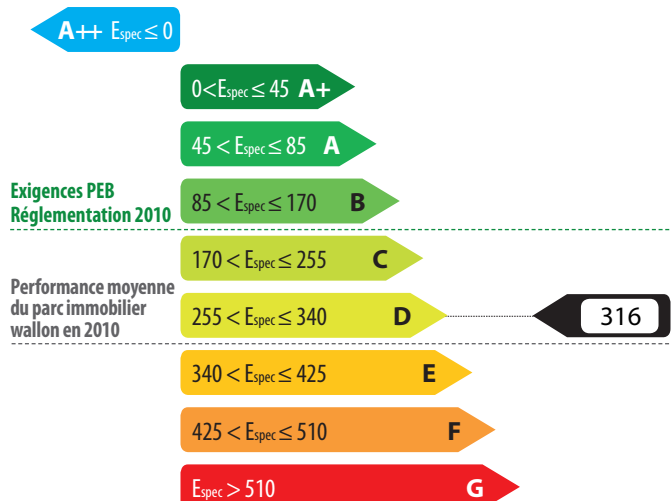 A++ Espec ≤ 0
0<Espec ≤ 45 A+
45 < Espec ≤ 85 A
Exigences PEB
Réglementation 2010
85 < Espec ≤ 170 B
170 < Espec ≤ 255 C
Performance moyenne
du parc immobilier
wallon en 2010
255 < Espec ≤ 340 D
316
340 < Espec ≤ 425 E
425 < Espec ≤ 510 F
Espec > 510 G